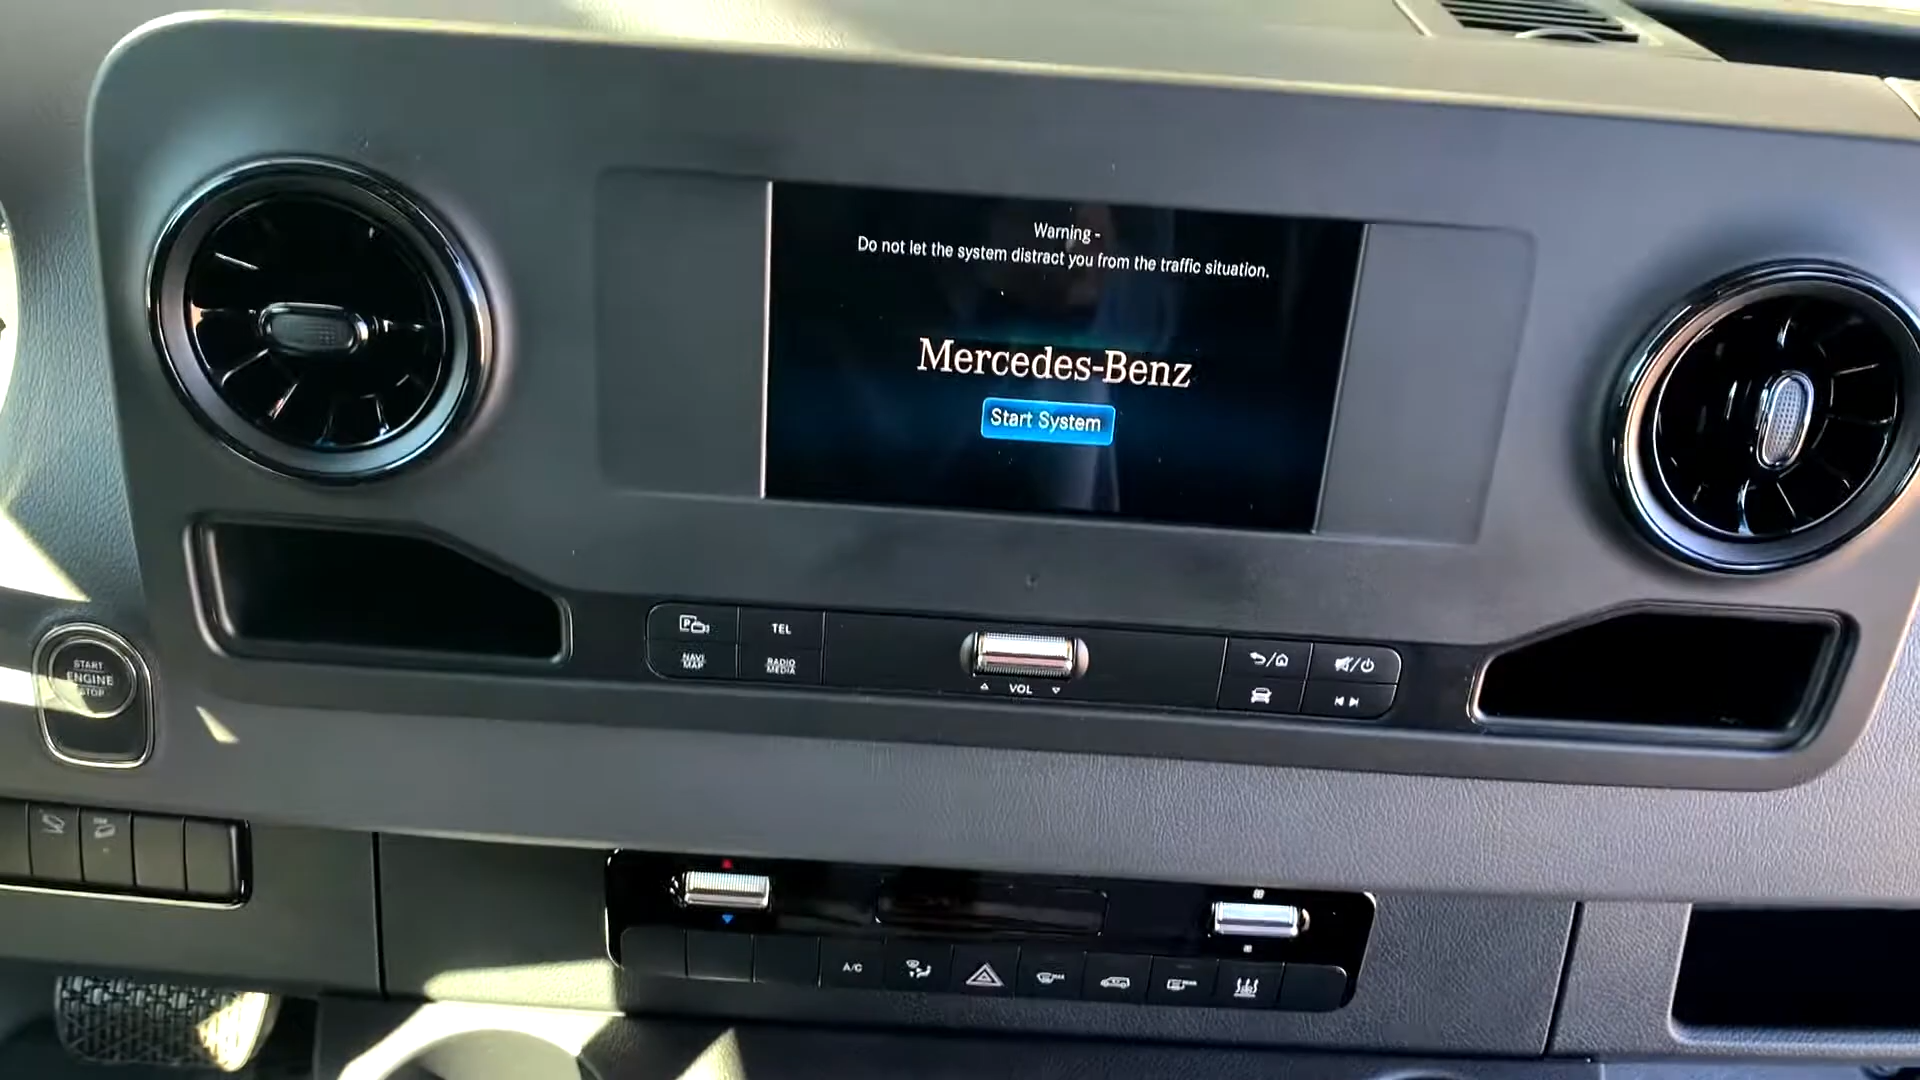 Warning -
Do not let the system distract you from the traffic situation.
Mercedes-Benz
Start System
TEL
NAVI
MAP
RADIO
MEDIA
VOL
START
ENGINE
STOP
A/C
MAX